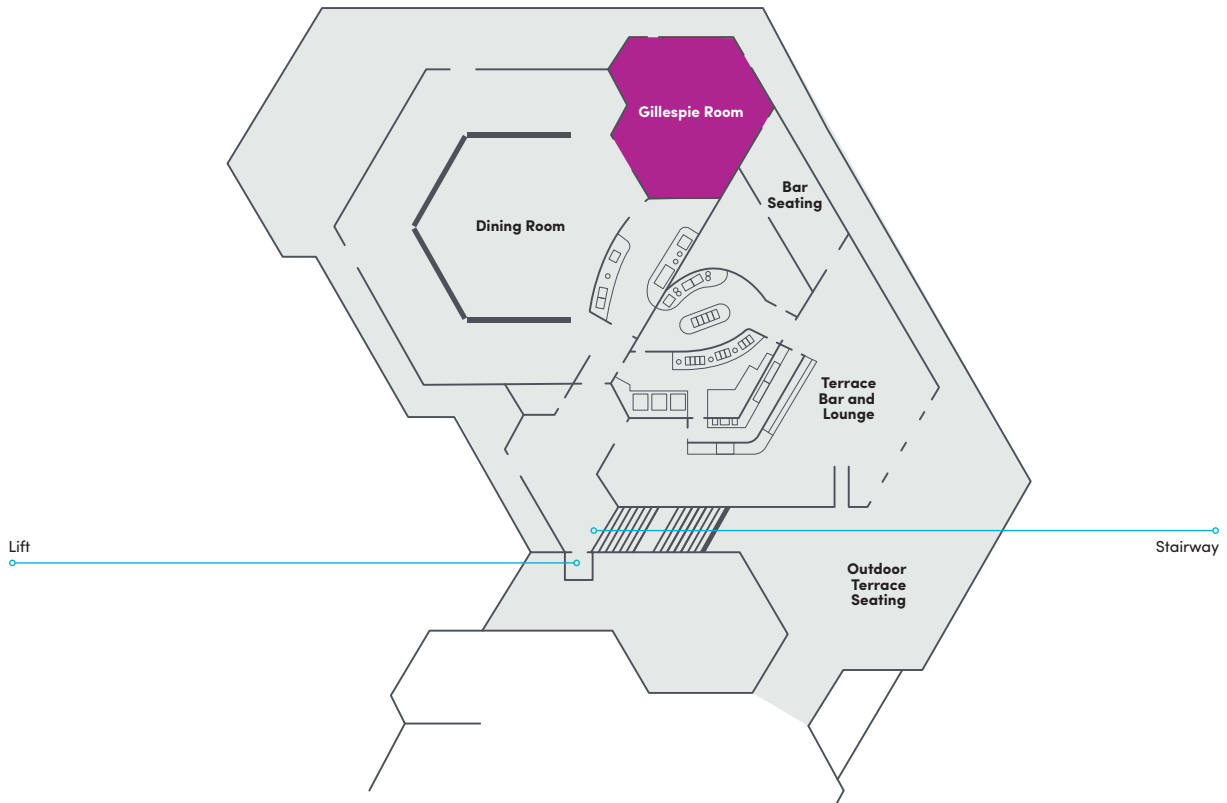 Gillespie Room
Bar
Seating
Dining Room
Terrace
Bar and
Lounge
Lift
Stairway
Outdoor
Terrace
Seating